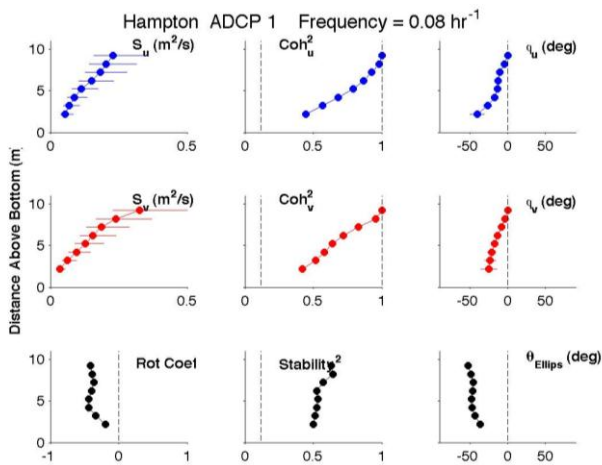 Hampton ADCP 1 Frequency = 0.08 hr⁻¹
S_u (m²/s)
Coh²_u
q_u (deg)
10
5
0
0 0.5
0 0.5 1
-50 0 50
S_v (m²/s)
Coh²_v
q_v (deg)
10
5
0
0 0.5
0 0.5 1
-50 0 50
Rot Coef
Stability²
θ_Ellips (deg)
10
5
0
-1 0 1
0 0.5 1
-50 0 50
Distance Above Bottom (m)